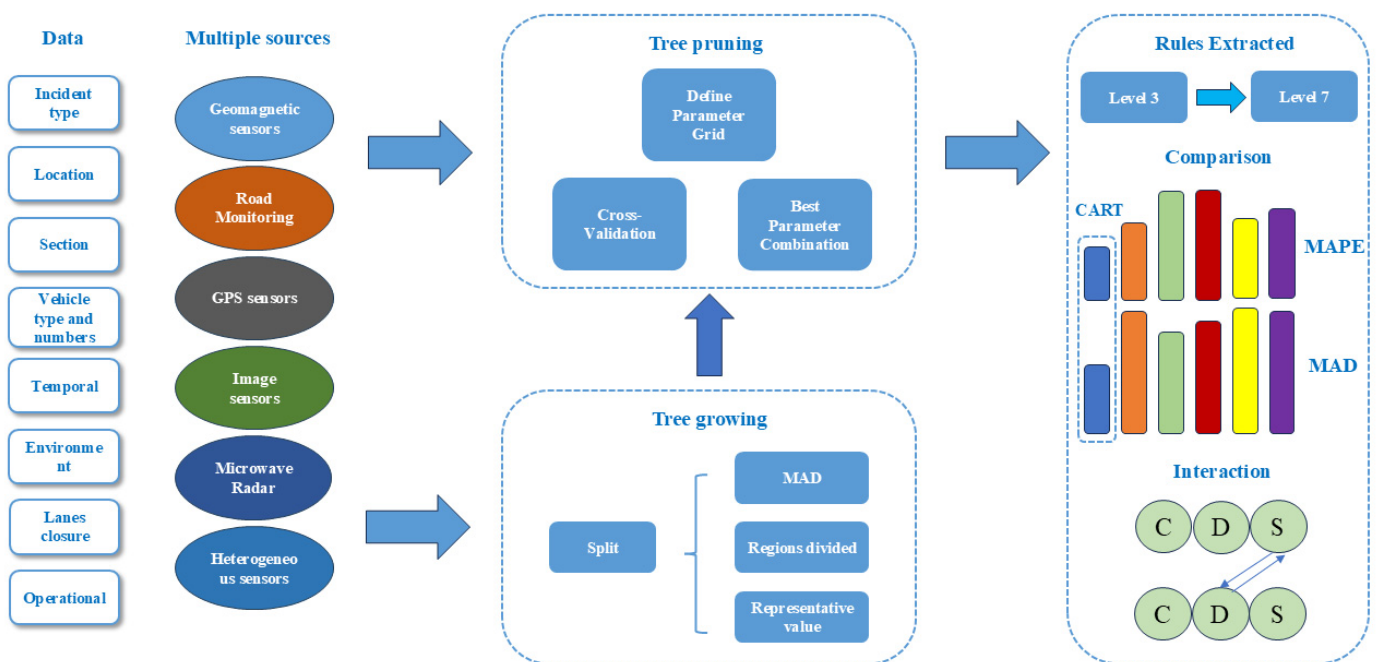 Data
Incident
type
Location
Section
Vehicle
type and
numbers
Temporal
Environme
nt
Lanes
closure
Operational
Multiple sources
Geomagnetic
sensors
Road
Monitoring
GPS sensors
Image
sensors
Microwave
Radar
Heterogeneo
us sensors
Tree pruning
Define
Parameter
Grid
Cross-
Validation
Best
Parameter
Combination
Tree growing
Split
MAD
Regions divided
Representative
value
Rules Extracted
Level 3
Level 7
Comparison
CART
MAPE
MAD
Interaction
C D S
C D S